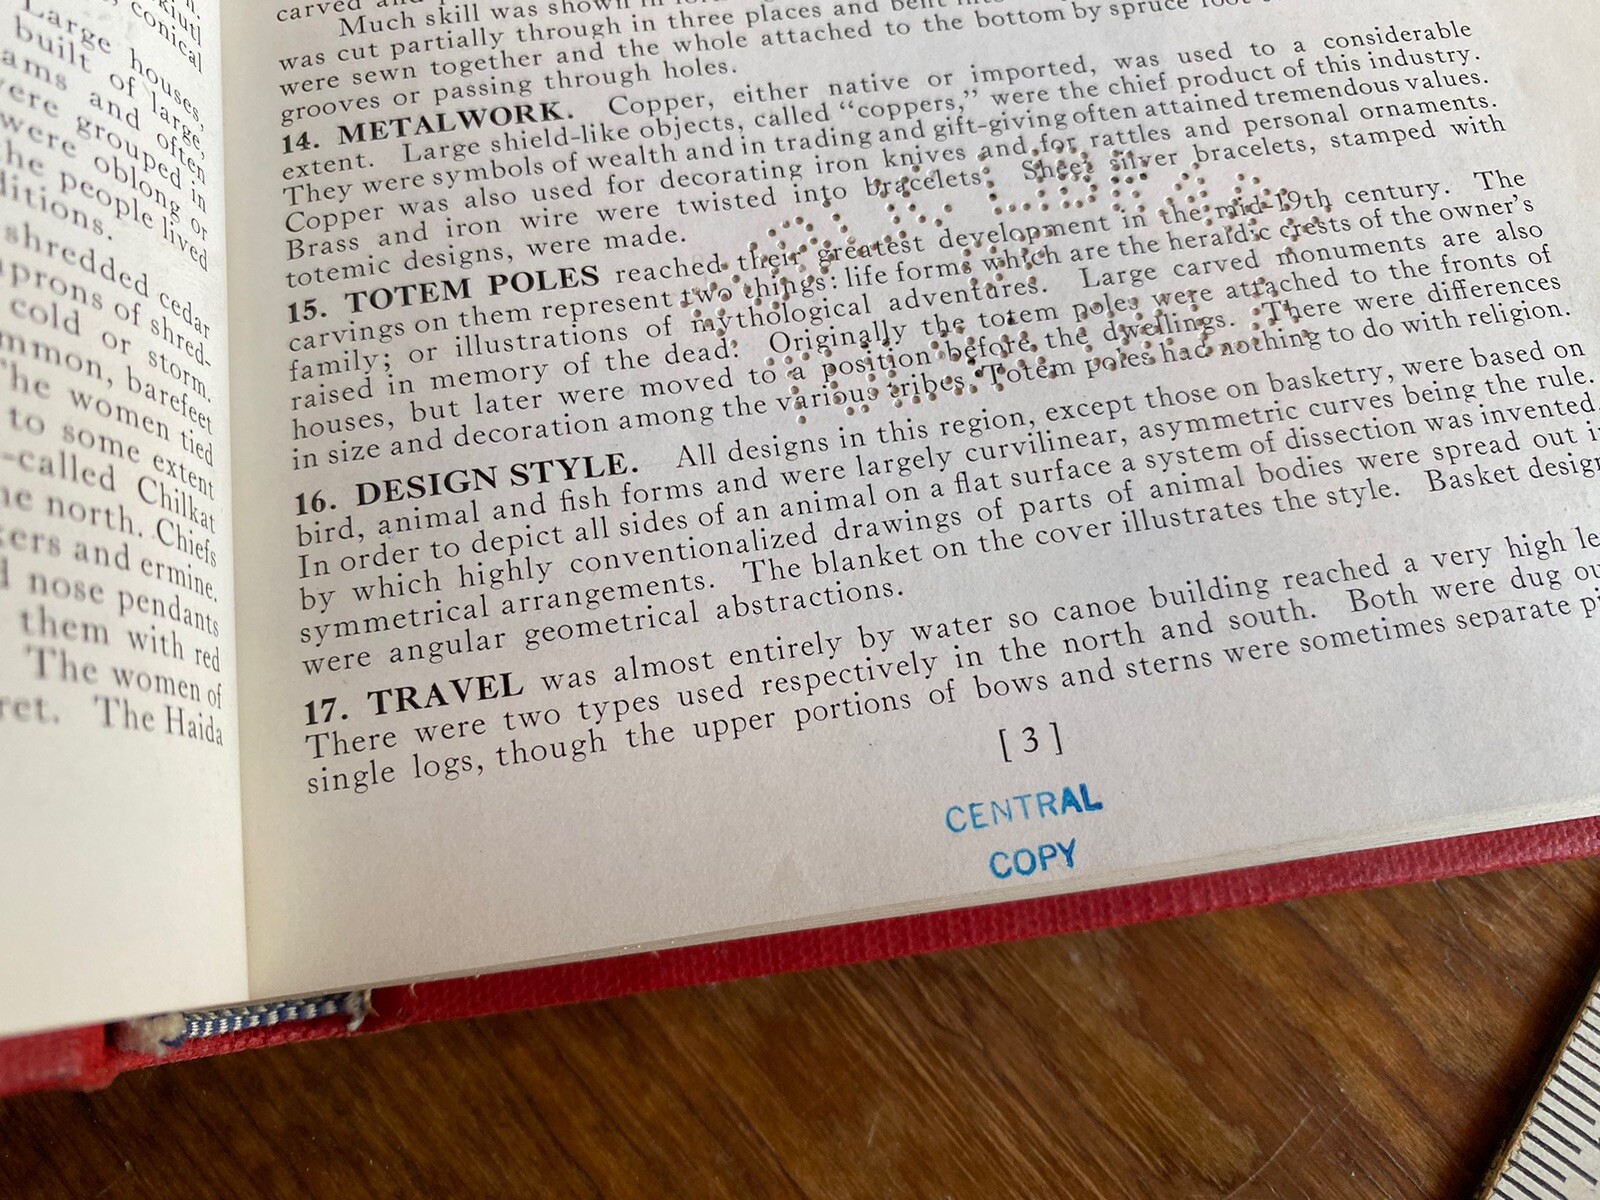 n.
kiutl
conical
Large houses,
built of large,
ams and often
ere grouped in
were oblong or
he people lived
ditions.
shredded cedar
prons of shred-
cold or storm.
mmon, barefeet
The women tied
to some extent
-called Chilkat
he north. Chiefs
kers and ermine.
d nose pendants
them with red
The women of
ret. The Haida
carved and
Much skill was shown in
was cut partially through in three places and bent
were sewn together and the whole attached to the bottom by spruce root
grooves or passing through holes.
14. METALWORK. Copper, either native or imported, was used to a considerable
extent. Large shield-like objects, called "coppers," were the chief product of this industry.
They were symbols of wealth and in trading and gift-giving often attained tremendous values.
Copper was also used for decorating iron knives and for rattles and personal ornaments.
Brass and iron wire were twisted into bracelets. Sheet silver bracelets, stamped with
totemic designs, were made.
15. TOTEM POLES reached their greatest development in the mid-19th century. The
carvings on them represent two things: life forms which are the heraldic crests of the owner's
family; or illustrations of mythological adventures. Large carved monuments are also
raised in memory of the dead. Originally the totem poles were attached to the fronts of
houses, but later were moved to a position before the dwellings. There were differences
in size and decoration among the various tribes. Totem poles had nothing to do with religion.
16. DESIGN STYLE. All designs in this region, except those on basketry, were based on
bird, animal and fish forms and were largely curvilinear, asymmetric curves being the rule.
In order to depict all sides of an animal on a flat surface a system of dissection was invented
by which highly conventionalized drawings of parts of animal bodies were spread out i
symmetrical arrangements. The blanket on the cover illustrates the style. Basket design
were angular geometrical abstractions.
17. TRAVEL was almost entirely by water so canoe building reached a very high le
There were two types used respectively in the north and south. Both were dug ou
single logs, though the upper portions of bows and sterns were sometimes separate pi
[ 3 ]
CENTRAL
COPY